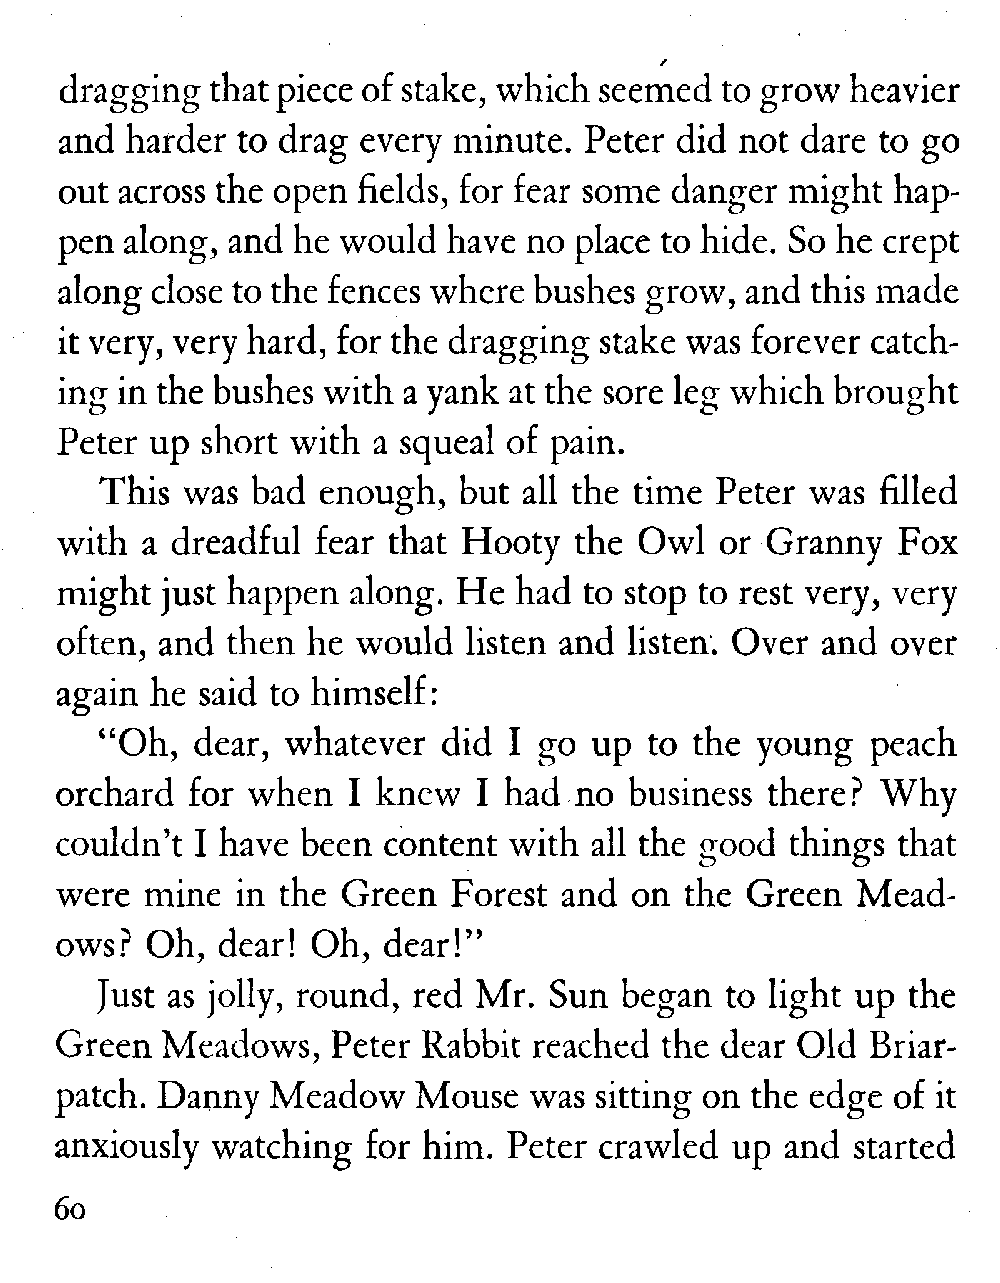 dragging that piece of stake, which seemed to grow heavier
and harder to drag every minute. Peter did not dare to go
out across the open fields, for fear some danger might hap-
pen along, and he would have no place to hide. So he crept
along close to the fences where bushes grow, and this made
it very, very hard, for the dragging stake was forever catch-
ing in the bushes with a yank at the sore leg which brought
Peter up short with a squeal of pain.
This was bad enough, but all the time Peter was filled
with a dreadful fear that Hooty the Owl or Granny Fox
might just happen along. He had to stop to rest very, very
often, and then he would listen and listen. Over and over
again he said to himself:
“Oh, dear, whatever did I go up to the young peach
orchard for when I knew I had no business there? Why
couldn’t I have been content with all the good things that
were mine in the Green Forest and on the Green Mead-
ows? Oh, dear! Oh, dear!”
Just as jolly, round, red Mr. Sun began to light up the
Green Meadows, Peter Rabbit reached the dear Old Briar-
patch. Danny Meadow Mouse was sitting on the edge of it
anxiously watching for him. Peter crawled up and started
60